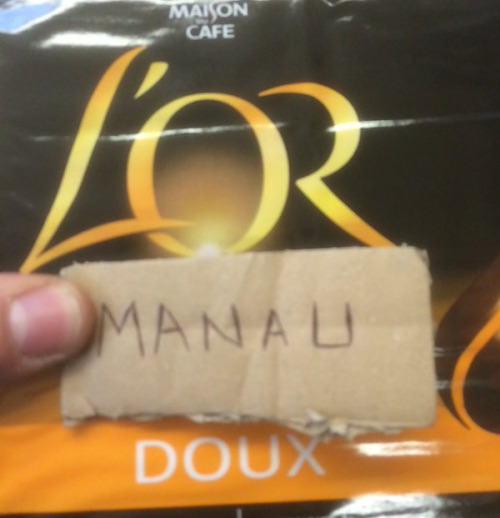 MAISON
du
CAFE
L'OR
MANAU
DOUX